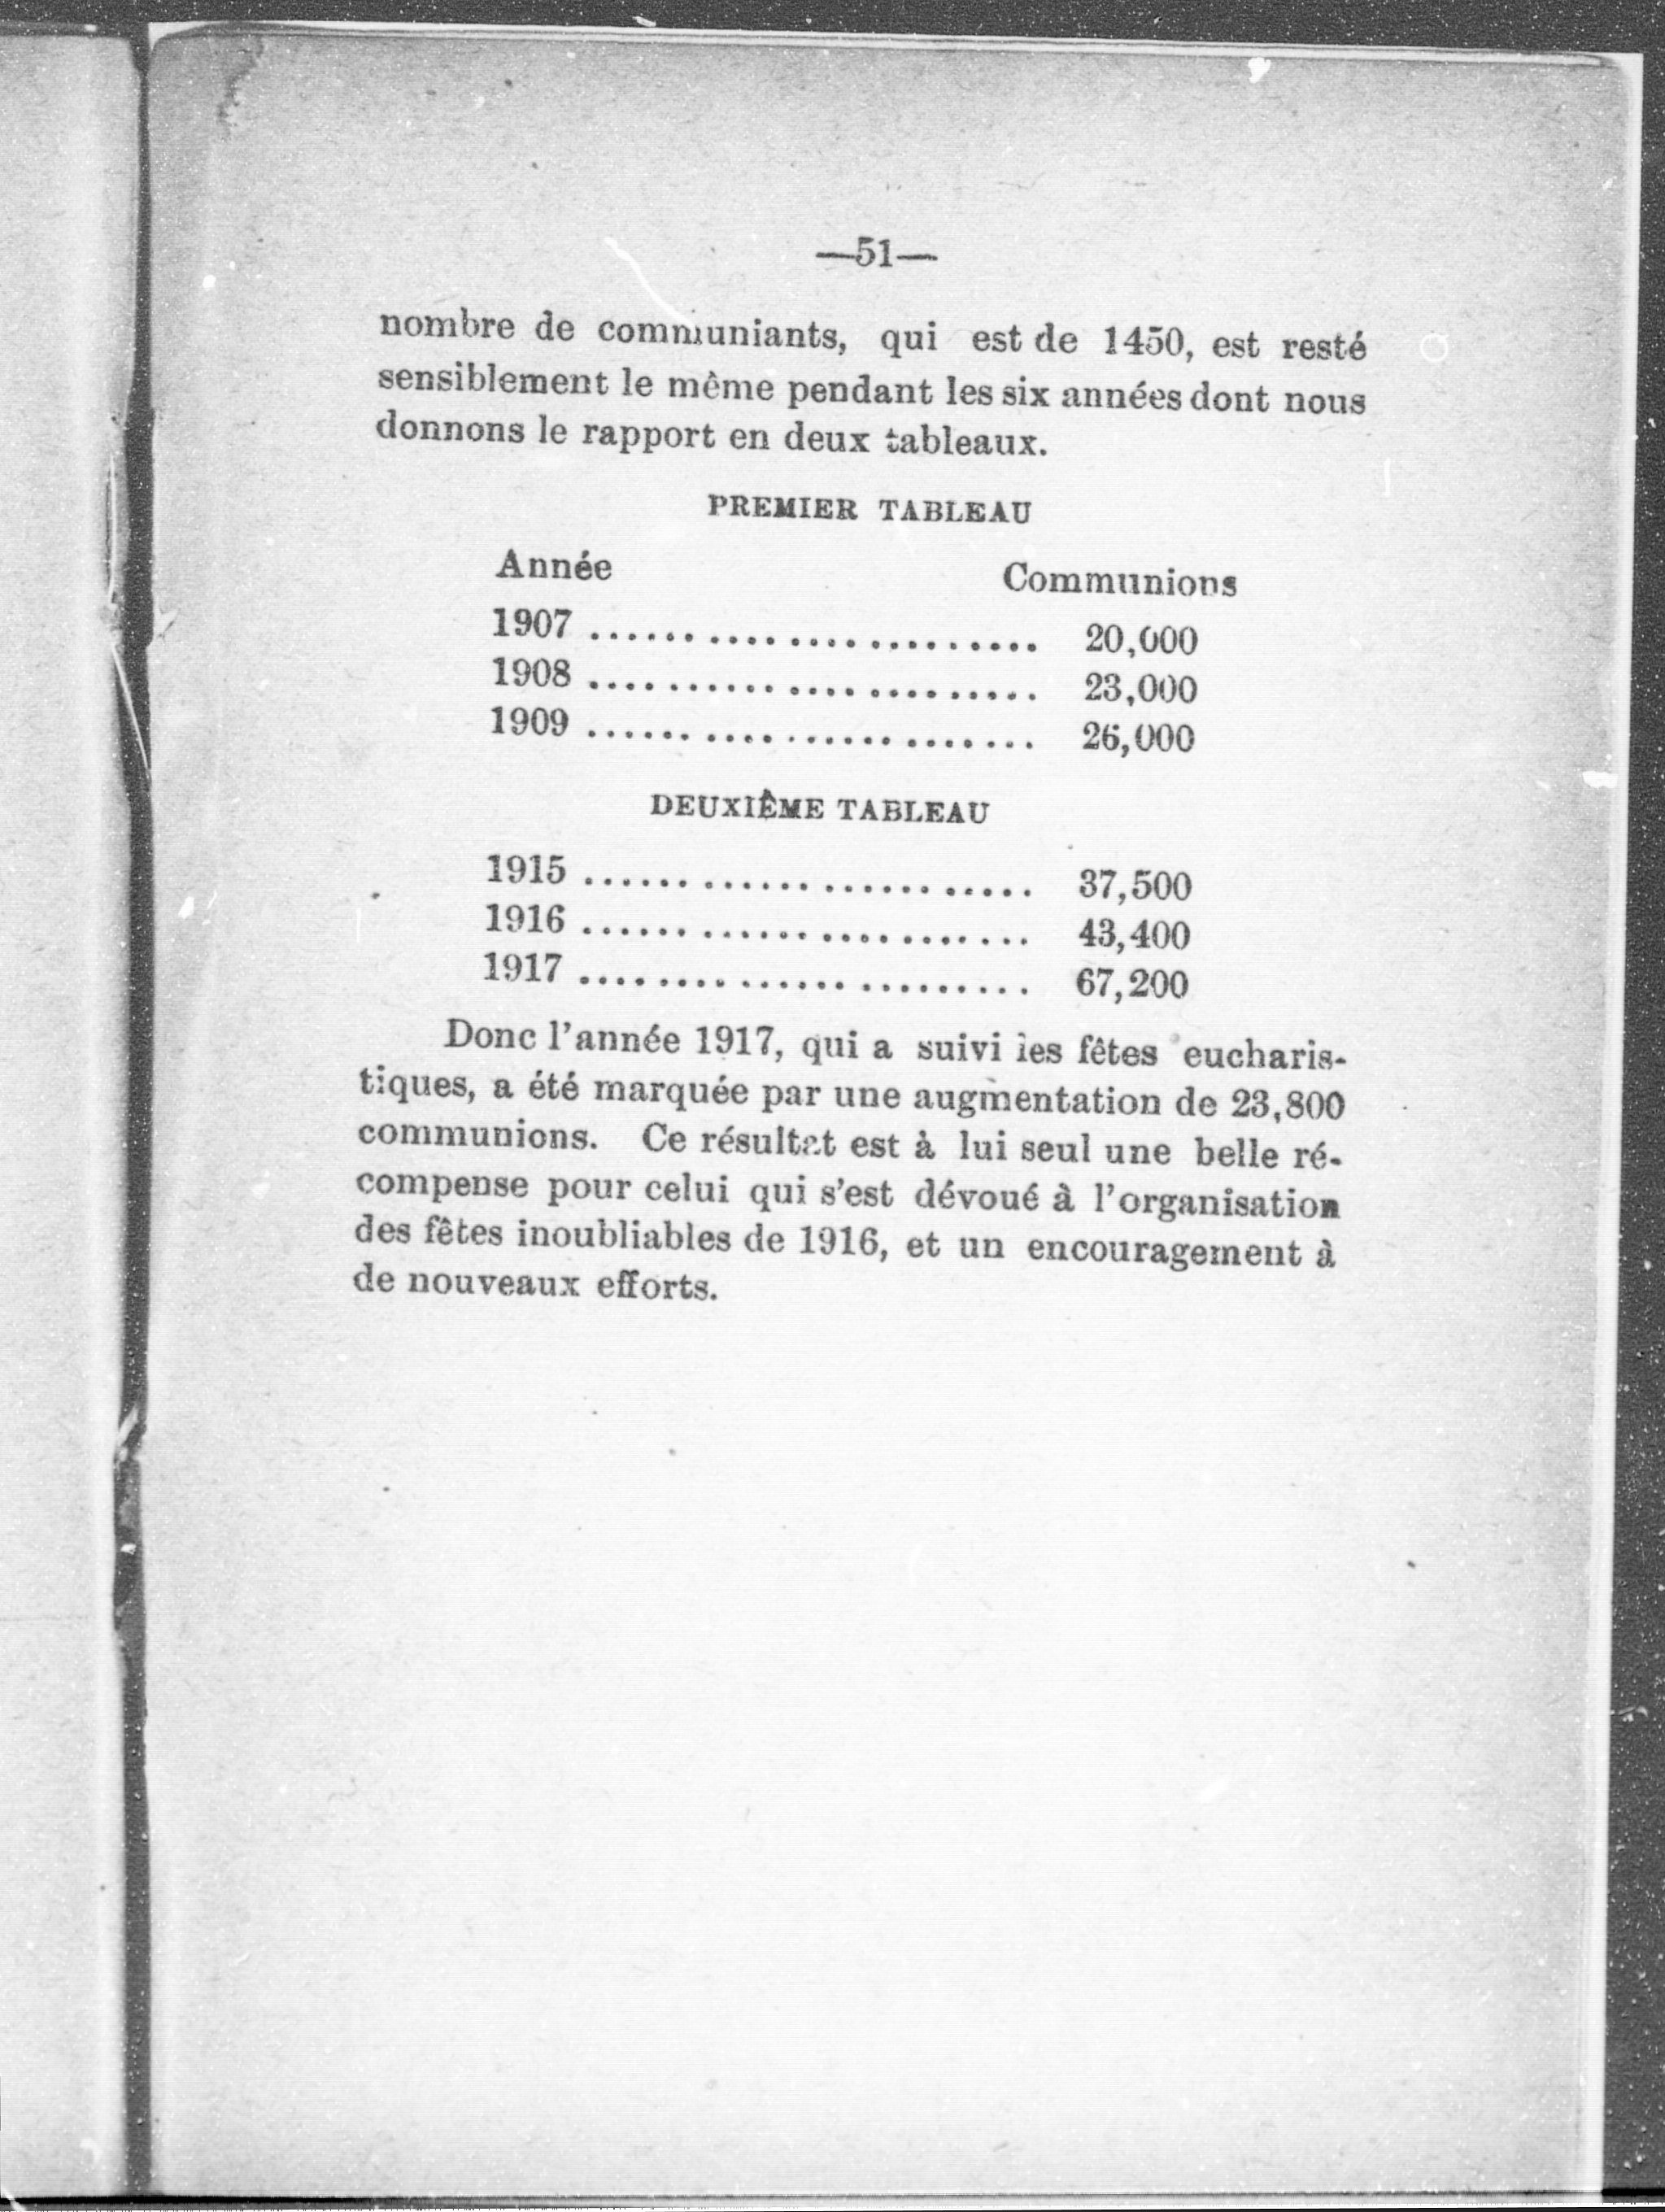 —51—
nombre de communiants, qui est de 1450, est resté
sensiblement le même pendant les six années dont nous
donnons le rapport en deux tableaux.
PREMIER TABLEAU
Année Communions
1907 .......................... 20,000
1908 .......................... 23,000
1909 .......................... 26,000
DEUXIÊME TABLEAU
1915 .......................... 37,500
1916 .......................... 43,400
1917 .......................... 67,200
Donc l'année 1917, qui a suivi les fêtes eucharis-
tiques, a été marquée par une augmentation de 23,800
communions. Ce résultat est à lui seul une belle ré-
compense pour celui qui s'est dévoué à l'organisation
des fêtes inoubliables de 1916, et un encouragement à
de nouveaux efforts.